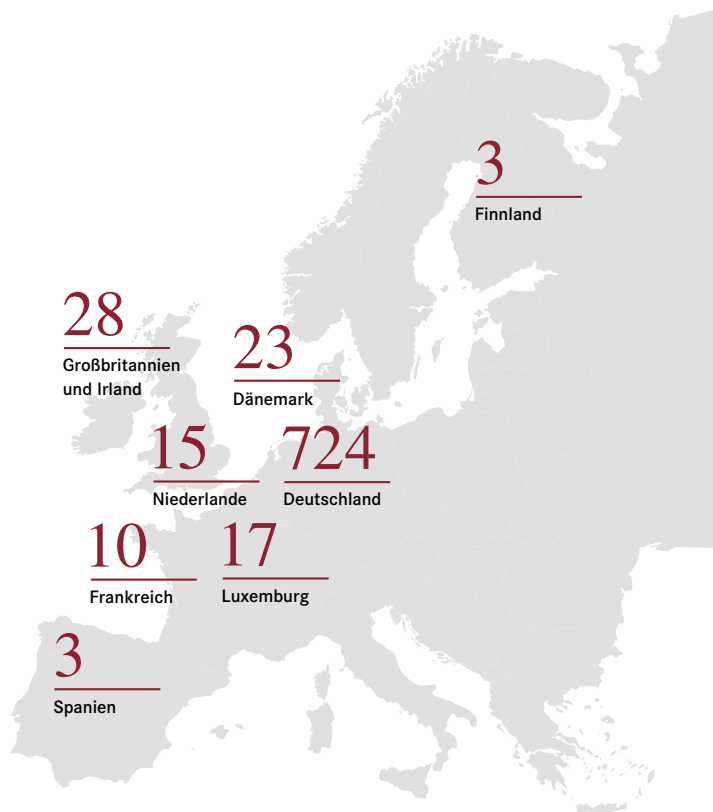 3
Finnland
28
Großbritannien
und Irland
23
Dänemark
15
Niederlande
724
Deutschland
10
Frankreich
17
Luxemburg
3
Spanien